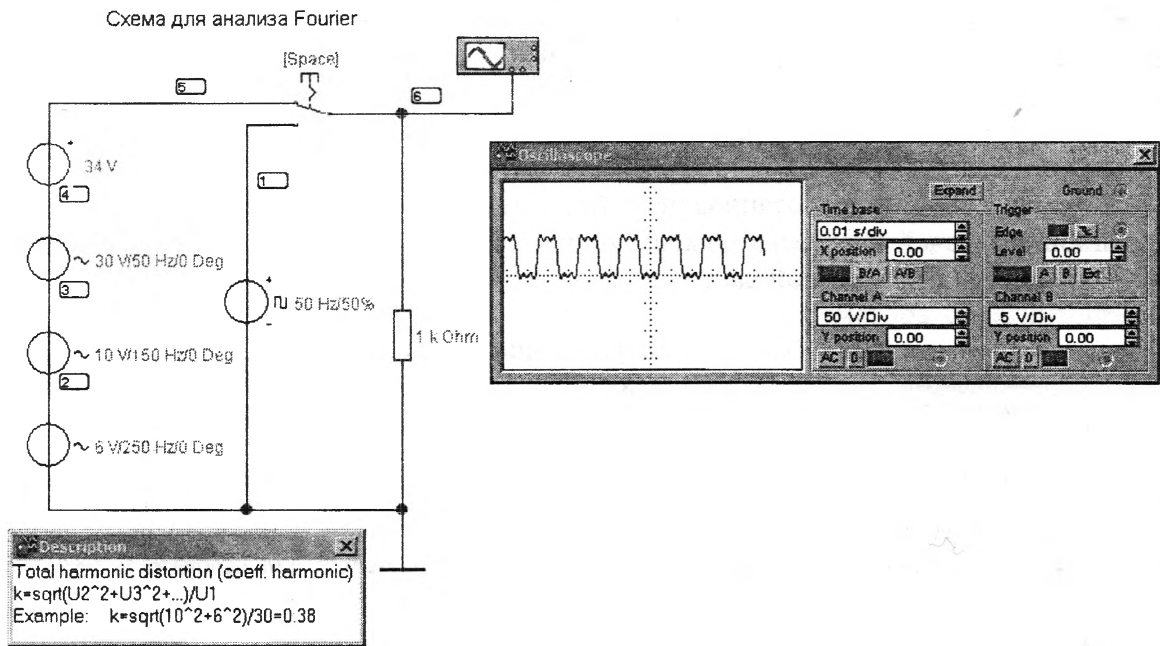 Схема для анализа Fourier
[Space]
5
6
34 V
4
1
30 V/50 Hz/0 Deg
3
50 Hz/50%
1 k Ohm
10 V/150 Hz/0 Deg
2
6 V/250 Hz/0 Deg
Oscilloscope
Expand
Ground
Time base
Trigger
0.01 s/div
Edge
X position 0.00
Level 0.00
B/A A/B
A B Ext
Channel A
Channel B
50 V/Div
5 V/Div
Y position 0.00
Y position 0.00
AC 0
AC 0
Description
Total harmonic distortion (coeff. harmonic)
k=sqrt(U2^2+U3^2+...)/U1
Example: k=sqrt(10^2+6^2)/30=0.38